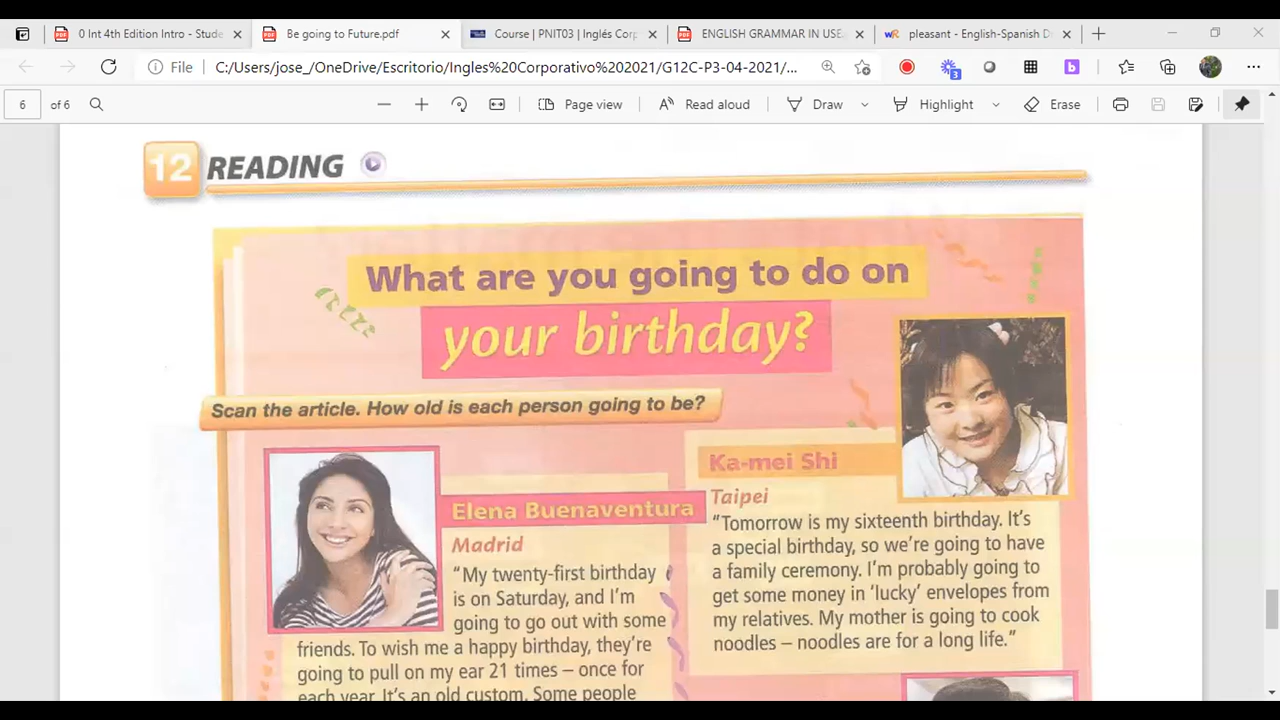 0 Int 4th Edition Intro - Stude
Be going to Future.pdf
Course | PNIT03 | Inglés Corp
ENGLISH GRAMMAR IN USE
pleasant - English-Spanish D
File
C:/Users/jose_/OneDrive/Escritorio/Ingles%20Corporativo%202021/G12C-P3-04-2021/...
3
b
6
of 6
Page view
Read aloud
Draw
Highlight
Erase
12 READING
What are you going to do on
your birthday?
Scan the article. How old is each person going to be?
Elena Buenaventura
Madrid
"My twenty-first birthday
is on Saturday, and I'm
going to go out with some
friends. To wish me a happy birthday, they're
going to pull on my ear 21 times – once for
each year. It's an old custom. Some people
Ka-mei Shi
Taipei
"Tomorrow is my sixteenth birthday. It's
a special birthday, so we're going to have
a family ceremony. I'm probably going to
get some money in 'lucky' envelopes from
my relatives. My mother is going to cook
noodles – noodles are for a long life."